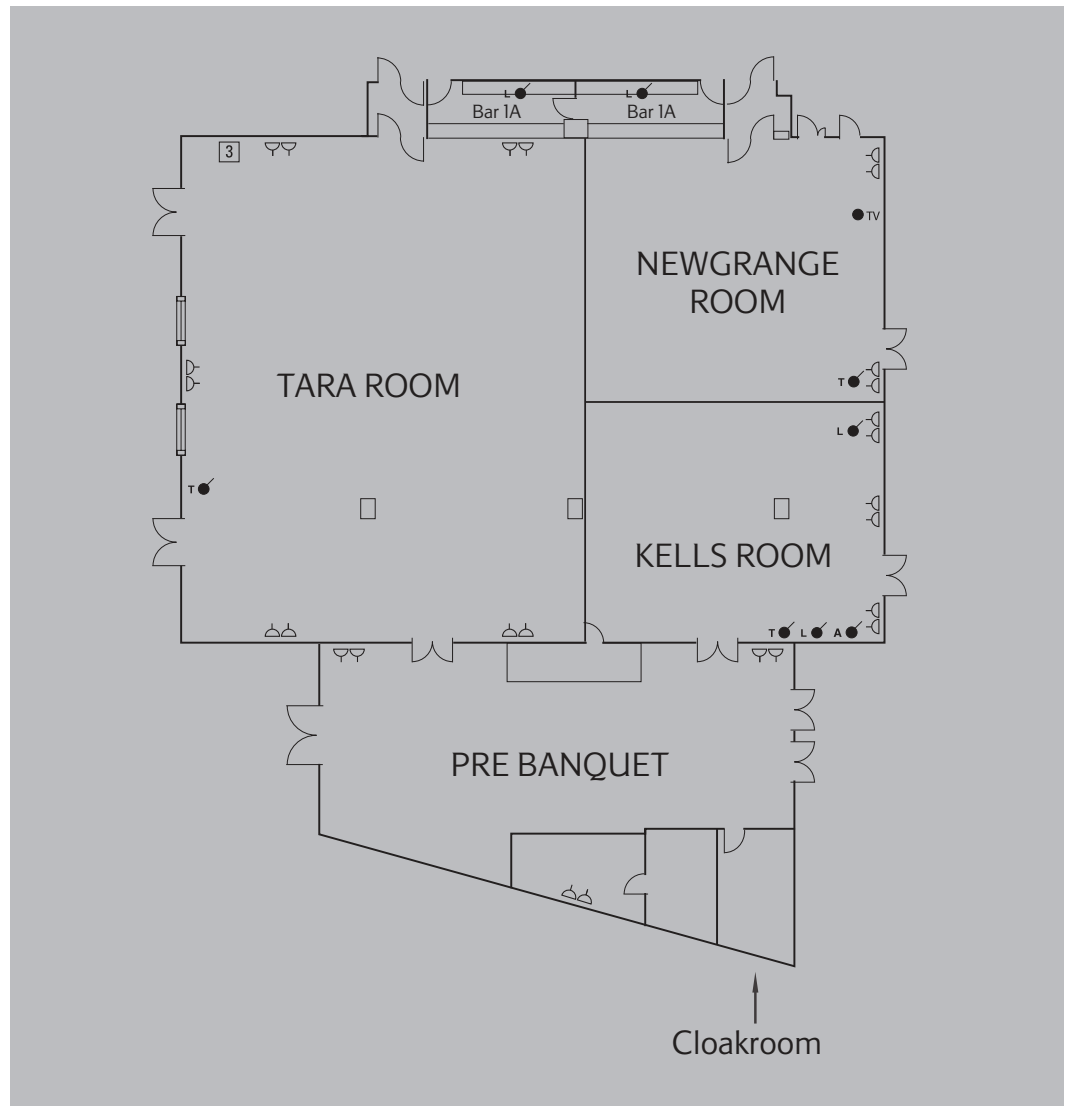 L
L
Bar 1A
Bar 1A
3
TV
NEWGRANGE
ROOM
TARA ROOM
T
L
T
KELLS ROOM
T
L
A
PRE BANQUET
Cloakroom